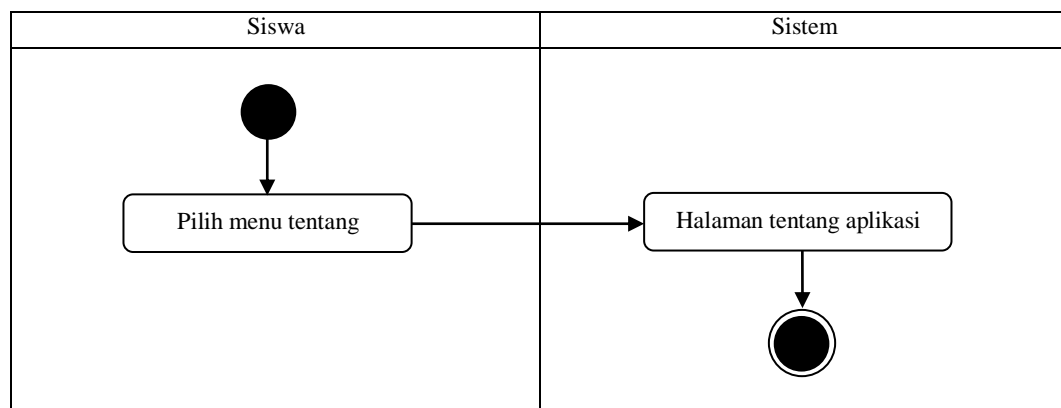 Siswa
Sistem
Pilih menu tentang
Halaman tentang aplikasi